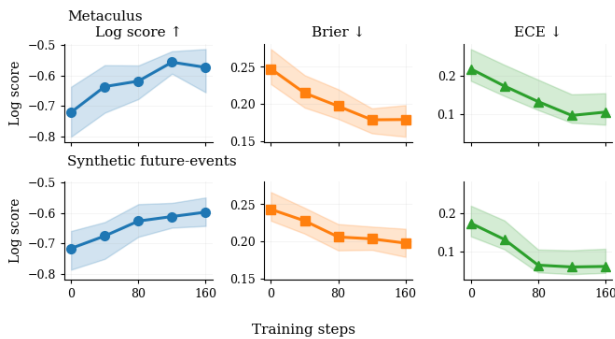 Metaculus
Log score ↑ Brier ↓ ECE ↓
−0.5
−0.6
−0.7
−0.8
Log score
0.25
0.20
0.15
0.2
0.1
Synthetic future-events
−0.5
−0.6
−0.7
−0.8
Log score
0.25
0.20
0.15
0.2
0.1
0 80 160 0 80 160 0 80 160
Training steps